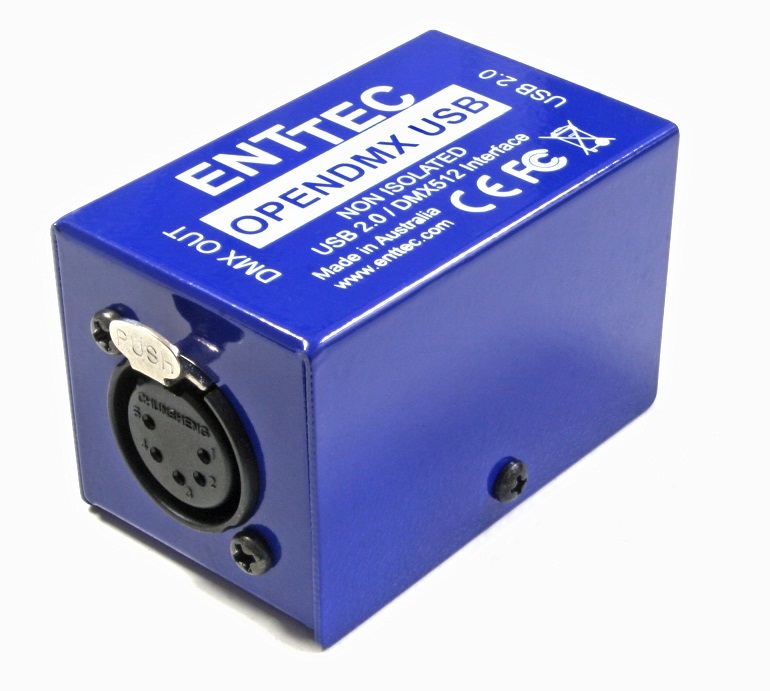 USB 2.0
ENTTEC
OPENDMX USB
NON ISOLATED
USB 2.0 / DMX512 Interface
Made in Australia
www.enttec.com
CE FC
DMX OUT
PUSH
5
4
3
2
1